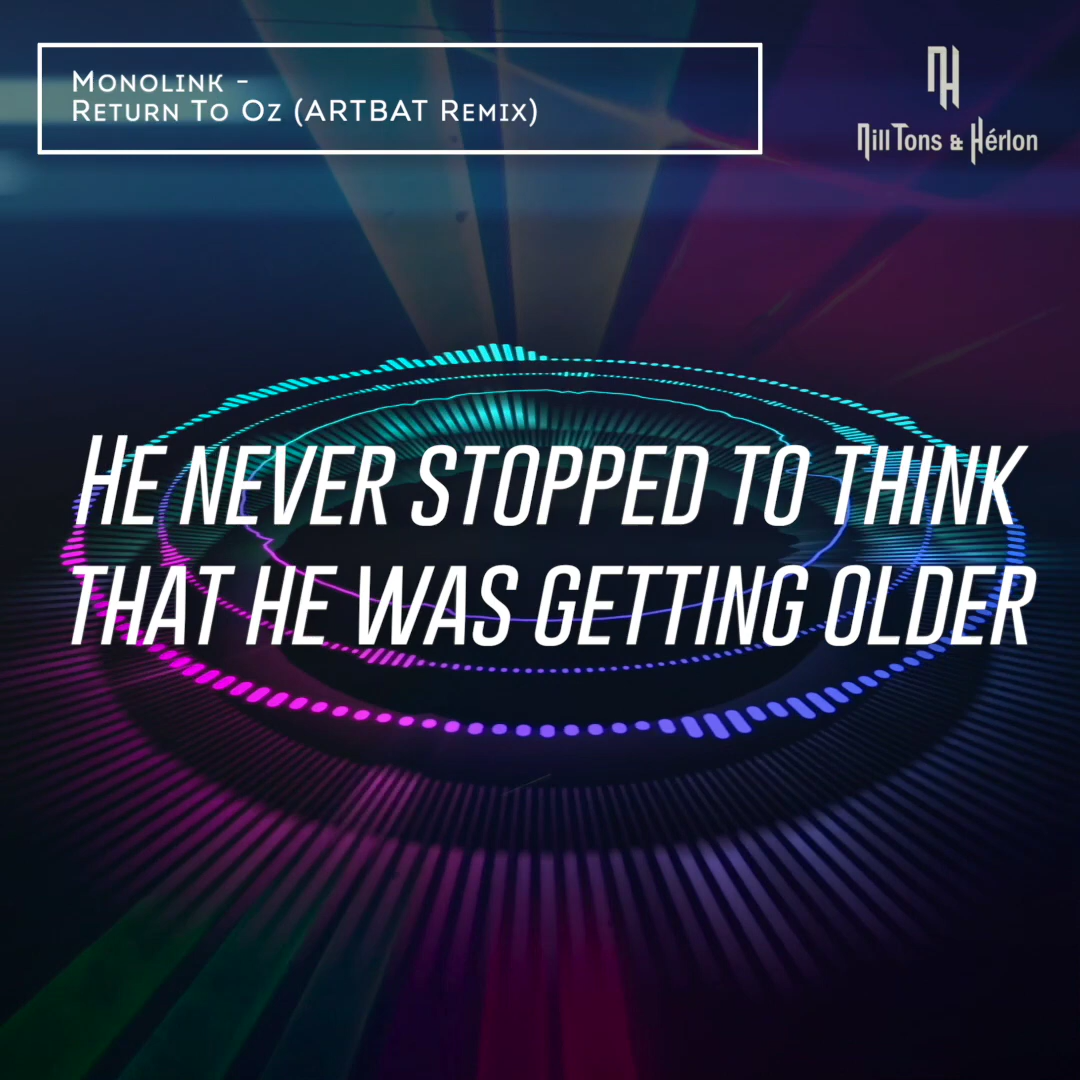 Monolink -
Return To Oz (ARTBAT Remix)
NH
Nill Tons & Hérlon
He never stopped to think
that he was getting older